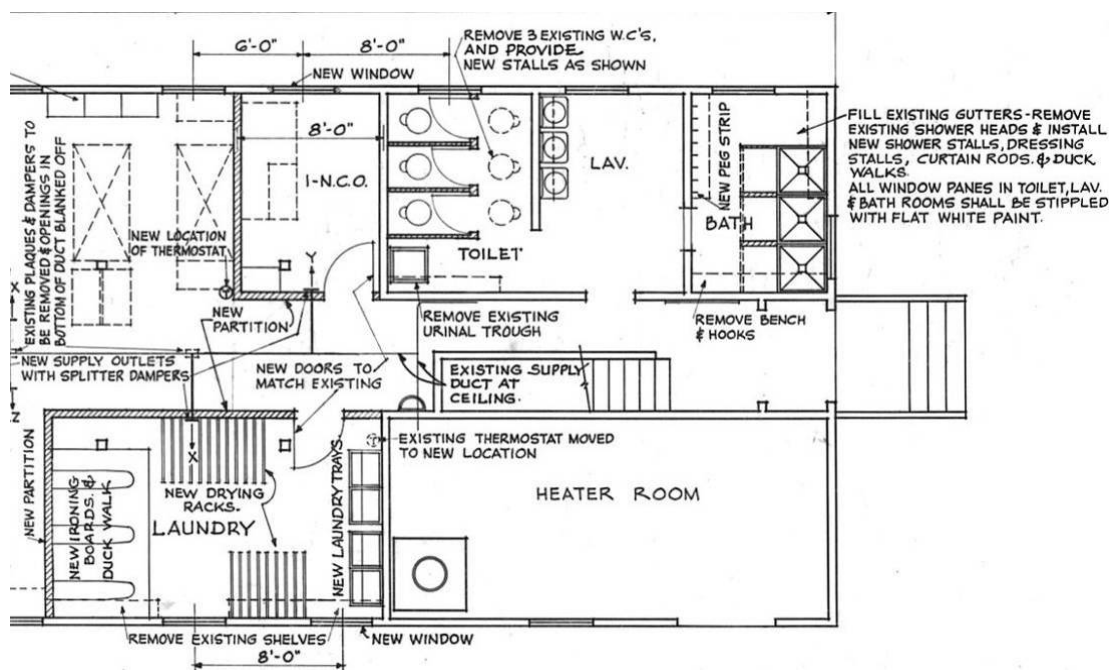 6'-0"
8'-0"
REMOVE 3 EXISTING W.C'S,
AND PROVIDE
NEW STALLS AS SHOWN
NEW WINDOW
8'-0"
1-N.C.O.
LAV.
NEW PEG STRIP
BATH
FILL EXISTING GUTTERS-REMOVE
EXISTING SHOWER HEADS & INSTALL
NEW SHOWER STALLS, DRESSING
STALLS, CURTAIN RODS. & DUCK
WALKS.
ALL WINDOW PANES IN TOILET, LAV.
& BATH ROOMS SHALL BE STIPPLED
WITH FLAT WHITE PAINT.
EXISTING PLAQUES & DAMPERS TO
BE REMOVED & OPENINGS IN
BOTTOM OF DUCT BLANKED OFF
NEW LOCATION
OF THERMOSTAT
Y
TOILET
X
Z
NEW
PARTITION
REMOVE EXISTING
URINAL TROUGH
REMOVE BENCH
& HOOKS
NEW SUPPLY OUTLETS
WITH SPLITTER DAMPERS
NEW DOORS TO
MATCH EXISTING
EXISTING SUPPLY
DUCT AT
CEILING.
EXISTING THERMOSTAT MOVED
TO NEW LOCATION
NEW PARTITION
NEW IRONING
BOARDS. &
DUCK WALK
X
NEW DRYING
RACKS.
LAUNDRY
NEW LAUNDRY TRAYS.
HEATER ROOM
REMOVE EXISTING SHELVES
NEW WINDOW
8'-0"